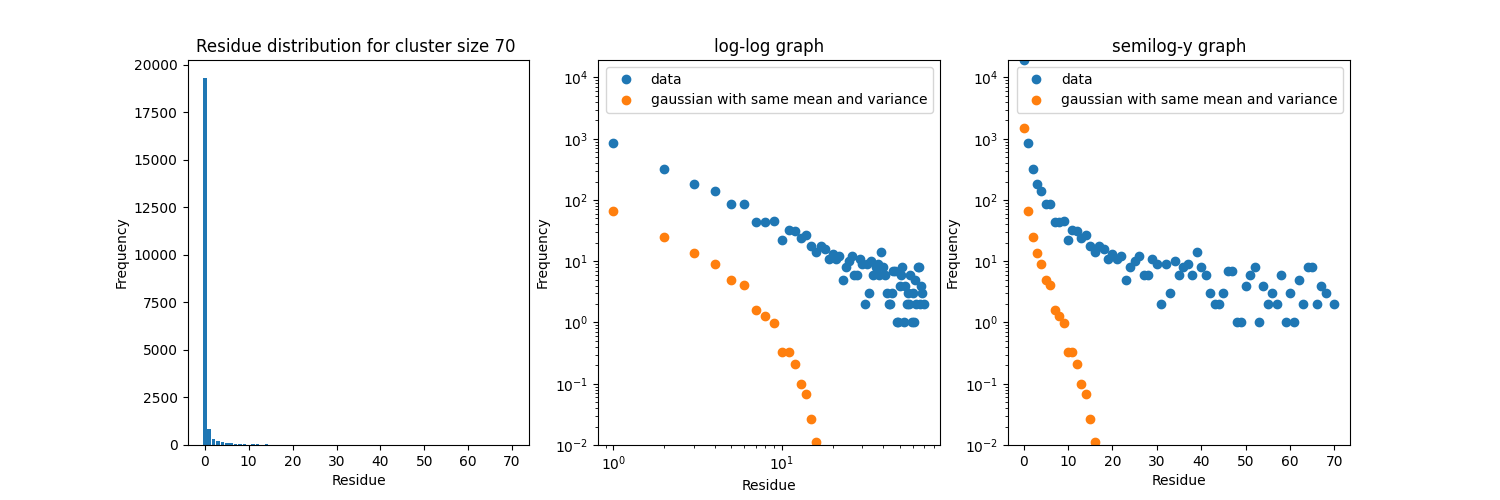 Residue distribution for cluster size 70
20000
17500
15000
12500
10000
7500
5000
2500
0
Frequency
0 10 20 30 40 50 60 70
Residue
log-log graph
data
gaussian with same mean and variance
10^4
10^3
10^2
10^1
10^0
10^-1
10^-2
Frequency
10^0 10^1
Residue
semilog-y graph
data
gaussian with same mean and variance
10^4
10^3
10^2
10^1
10^0
10^-1
10^-2
Frequency
0 10 20 30 40 50 60 70
Residue